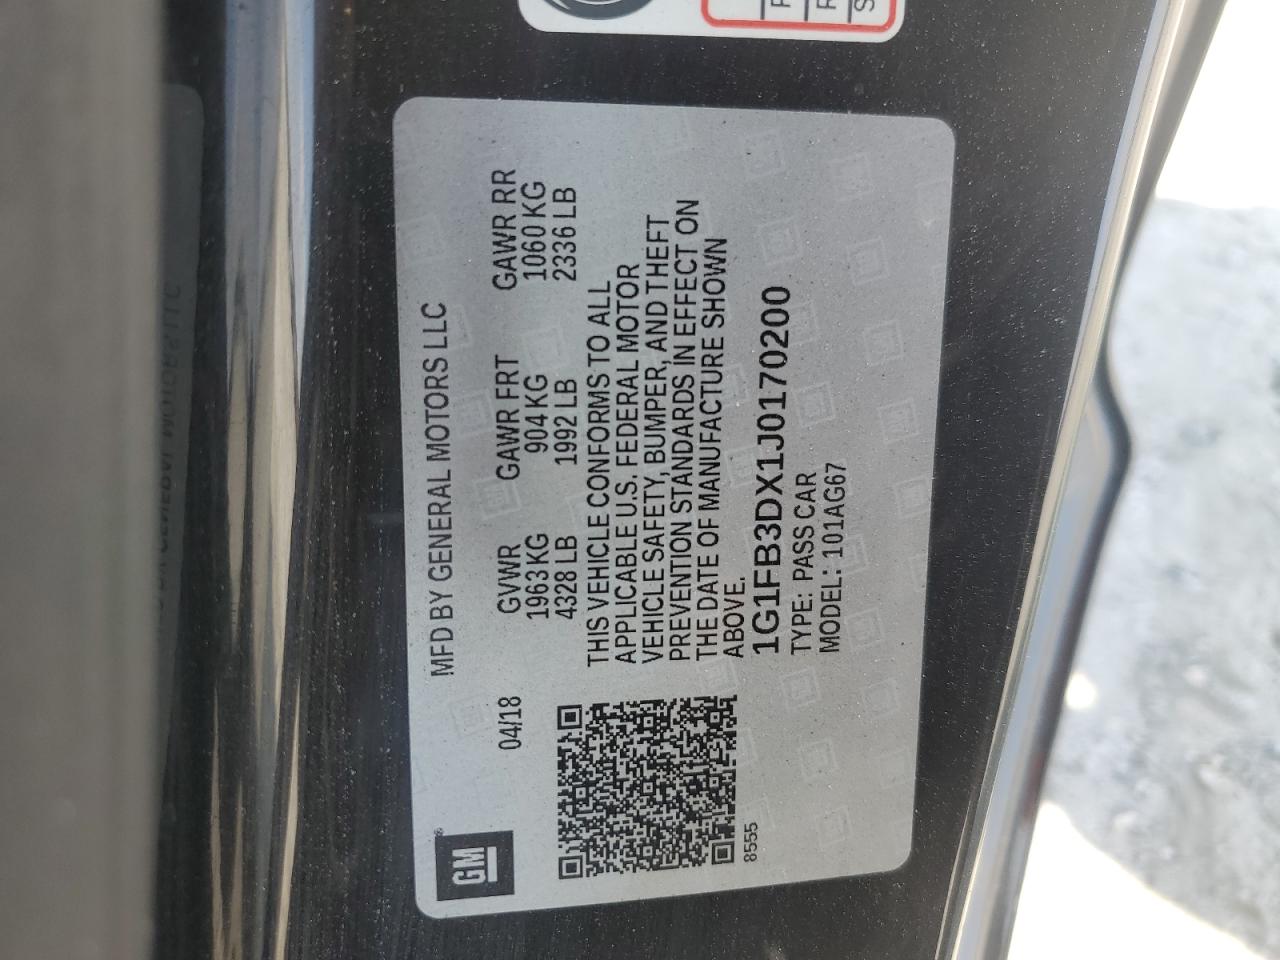 GM
MFD BY GENERAL MOTORS LLC
04/18
GVWR GAWR FRT GAWR RR
1963 KG 904 KG 1060 KG
4328 LB 1992 LB 2336 LB
THIS VEHICLE CONFORMS TO ALL
APPLICABLE U.S. FEDERAL MOTOR
VEHICLE SAFETY, BUMPER, AND THEFT
PREVENTION STANDARDS IN EFFECT ON
THE DATE OF MANUFACTURE SHOWN
ABOVE.
1G1FB3DX1J0170200
TYPE: PASS CAR
MODEL: 101AG67
8555